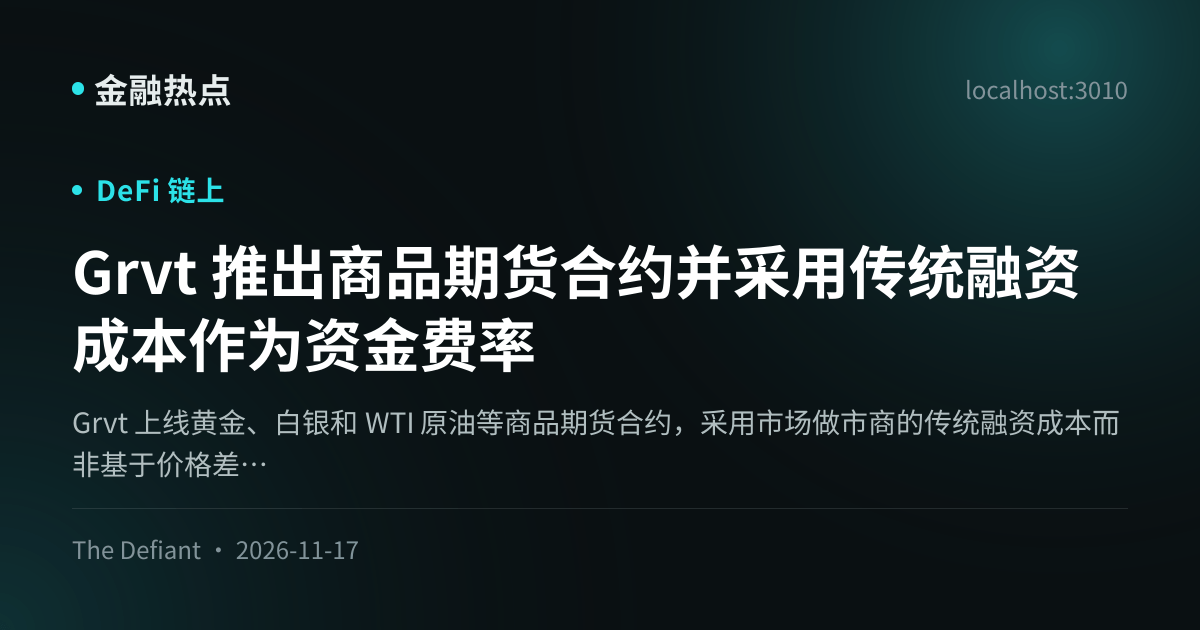 金融热点
localhost:3010
DeFi 链上
Grvt 推出商品期货合约并采用传统融资
成本作为资金费率
Grvt 上线黄金、白银和 WTI 原油等商品期货合约，采用市场做市商的传统融资成本而
非基于价格差…
The Defiant · 2026-11-17